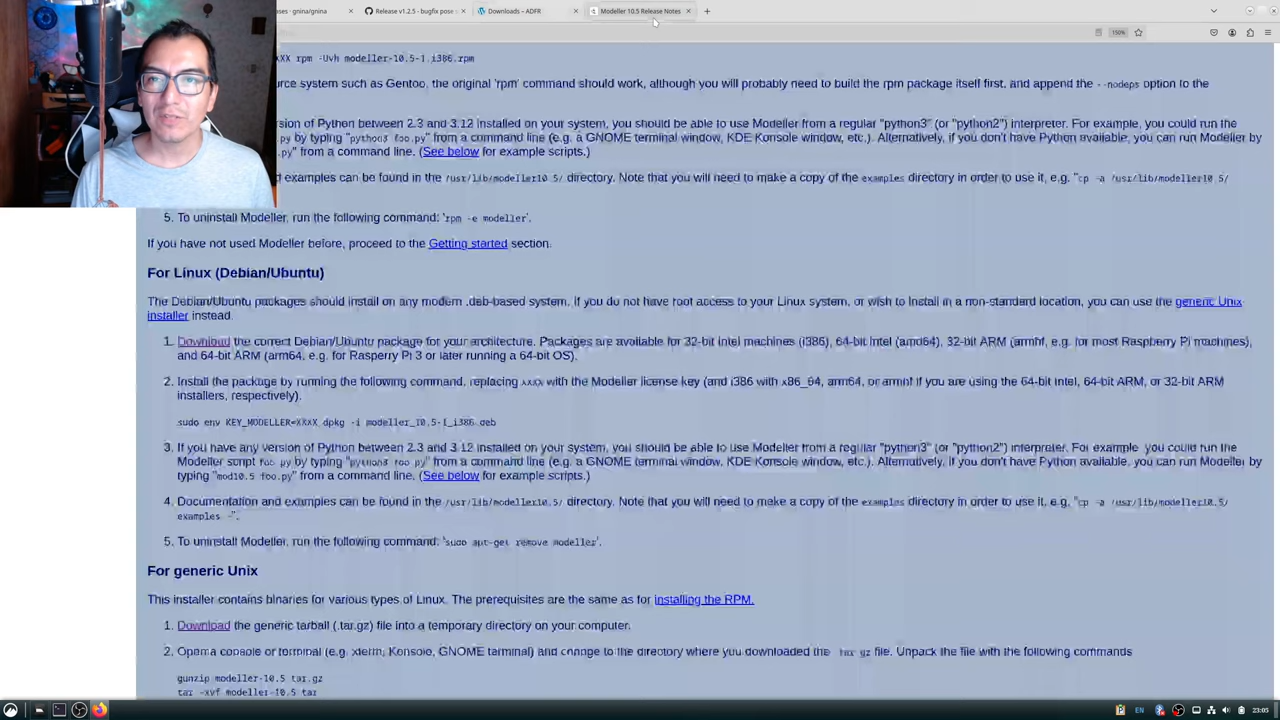 ases - gnina/gnina
Release v1.2.5 - bugfix pose
Downloads – ADFR
Modeller 10.5 Release Notes
150%
XXX rpm -Uvh modeller-10.5-1.i386.rpm
urce system such as Gentoo, the original 'rpm' command should work, although you will probably need to build the rpm package itself first, and append the --nodeps option to the
rsion of Python between 2.3 and 3.12 installed on your system, you should be able to use Modeller from a regular "python3" (or "python2") interpreter. For example, you could run the
py by typing "python3 foo.py" from a command line (e.g. a GNOME terminal window, KDE Konsole window, etc.). Alternatively, if you don't have Python available, you can run Modeller by
.py" from a command line. (See below for example scripts.)
d examples can be found in the /usr/lib/modeller10.5/ directory. Note that you will need to make a copy of the examples directory in order to use it, e.g. "cp -a /usr/lib/modeller10.5/
5. To uninstall Modeller, run the following command: 'rpm -e modeller'.
If you have not used Modeller before, proceed to the Getting started section.
For Linux (Debian/Ubuntu)
The Debian/Ubuntu packages should install on any modern .deb-based system. If you do not have root access to your Linux system, or wish to install in a non-standard location, you can use the generic Unix
installer instead.
1. Download the correct Debian/Ubuntu package for your architecture. Packages are available for 32-bit Intel machines (i386), 64-bit Intel (amd64), 32-bit ARM (armhf, e.g. for most Raspberry Pi machines),
and 64-bit ARM (arm64, e.g. for Rasperry Pi 3 or later running a 64-bit OS).
2. Install the package by running the following command, replacing XXXX with the Modeller license key (and i386 with x86_64, arm64, or armhf if you are using the 64-bit Intel, 64-bit ARM, or 32-bit ARM
installers, respectively).
sudo env KEY_MODELLER=XXXX dpkg -i modeller_10.5-1_i386.deb
3. If you have any version of Python between 2.3 and 3.12 installed on your system, you should be able to use Modeller from a regular "python3" (or "python2") interpreter. For example, you could run the
Modeller script foo.py by typing "python3 foo.py" from a command line (e.g. a GNOME terminal window, KDE Konsole window, etc.). Alternatively, if you don't have Python available, you can run Modeller by
typing "mod10.5 foo.py" from a command line. (See below for example scripts.)
4. Documentation and examples can be found in the /usr/lib/modeller10.5/ directory. Note that you will need to make a copy of the examples directory in order to use it, e.g. "cp -a /usr/lib/modeller10.5/
examples ~".
5. To uninstall Modeller, run the following command: 'sudo apt-get remove modeller'.
For generic Unix
This installer contains binaries for various types of Linux. The prerequisites are the same as for installing the RPM.
1. Download the generic tarball (.tar.gz) file into a temporary directory on your computer.
2. Open a console or terminal (e.g. xterm, Konsole, GNOME terminal) and change to the directory where you downloaded the .tar.gz file. Unpack the file with the following commands
gunzip modeller-10.5.tar.gz
tar -xvf modeller-10.5.tar
EN
23:05